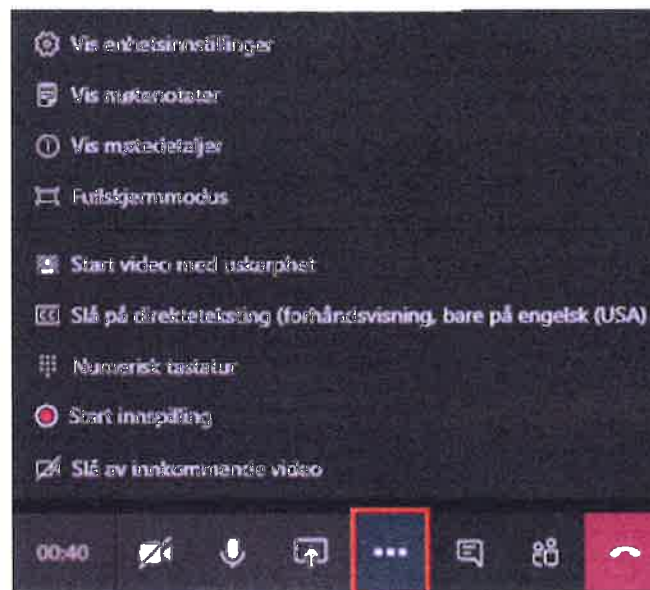 Vis enhetsinnstillinger
Vis møtenotater
Vis møtedetaljer
Fullskjermmodus
Start video med uskarphet
CC Slå på direkteteksting (forhåndsvisning, bare på engelsk (USA)
Numerisk tastatur
Start innspilling
Slå av innkommende video
00:40